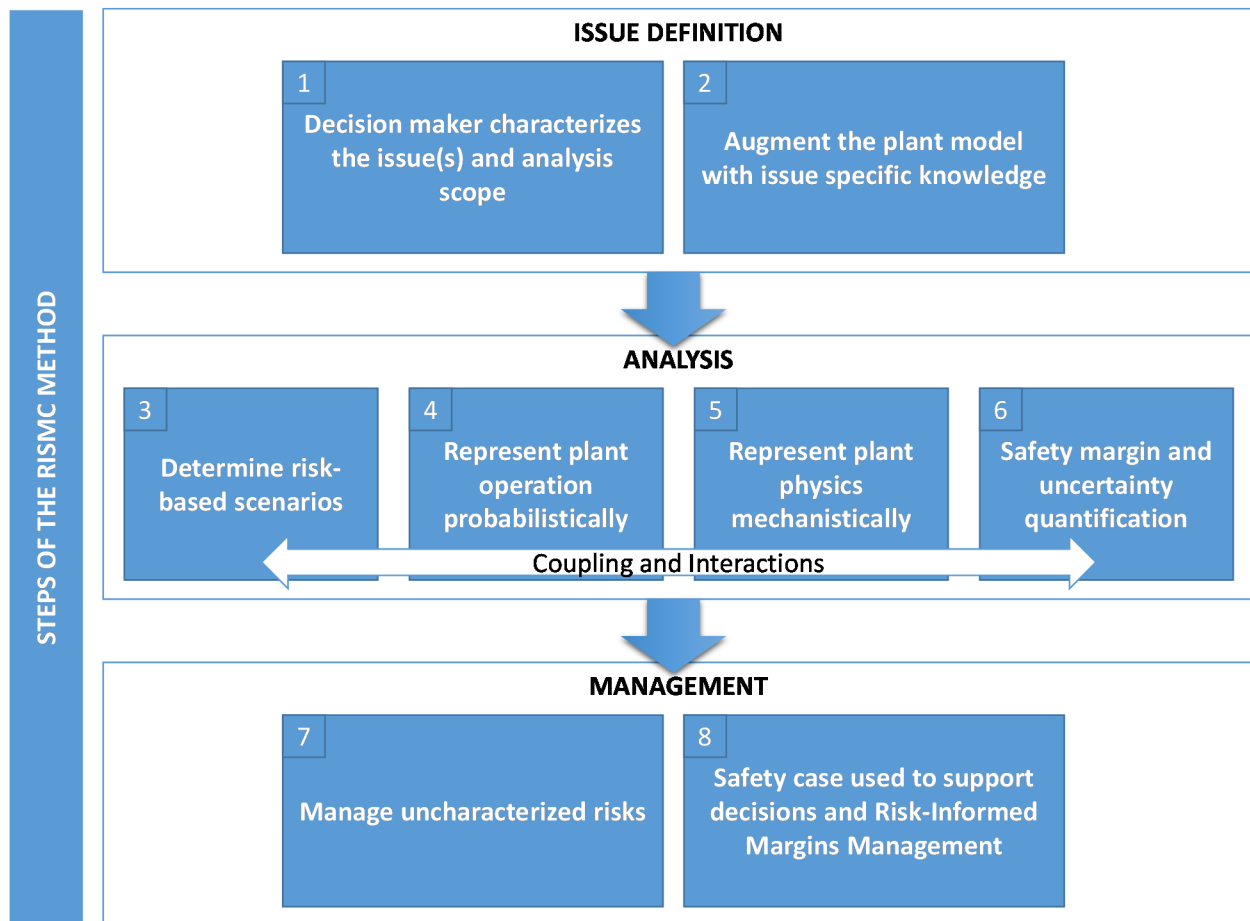 STEPS OF THE RISMC METHOD
ISSUE DEFINITION
1
Decision maker characterizes
the issue(s) and analysis
scope
2
Augment the plant model
with issue specific knowledge
ANALYSIS
3
Determine risk-
based scenarios
4
Represent plant
operation
probabilistically
5
Represent plant
physics
mechanistically
6
Safety margin and
uncertainty
quantification
Coupling and Interactions
MANAGEMENT
7
Manage uncharacterized risks
8
Safety case used to support
decisions and Risk-Informed
Margins Management